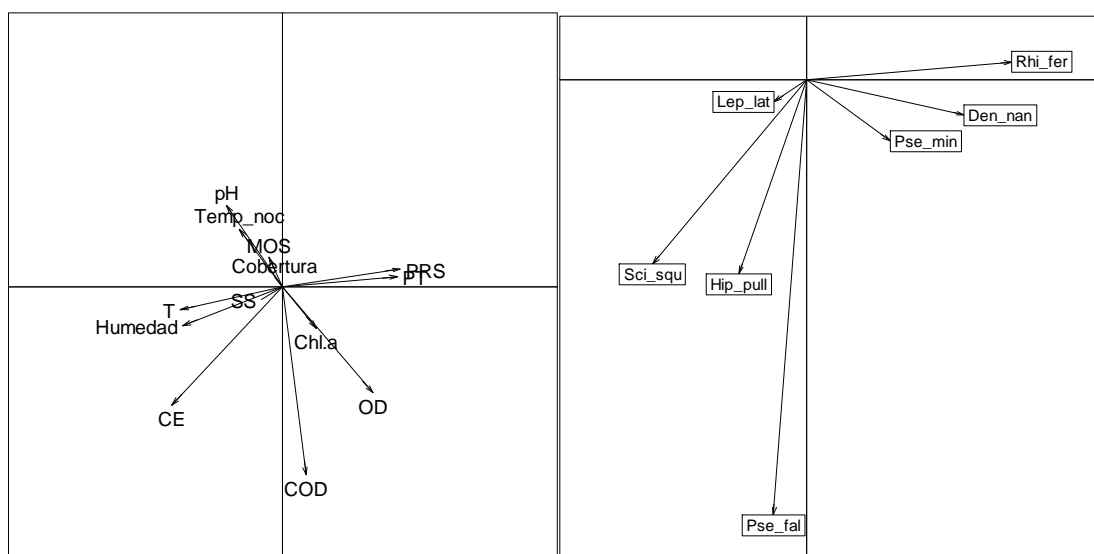 pH
Temp_noc
MOS
Cobertura
PRS
PT
SS
T
Humedad
Chl.a
CE
OD
COD
Rhi_fer
Lep_lat
Den_nan
Pse_min
Sci_squ
Hip_pull
Pse_fal